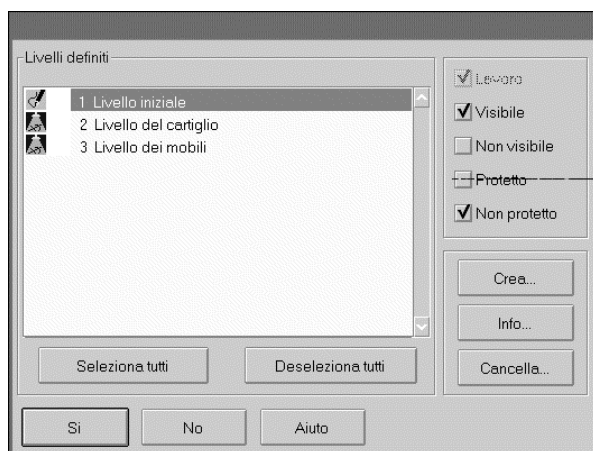 Livelli definiti
1 Livello iniziale
2 Livello del cartiglio
3 Livello dei mobili
Seleziona tutti
Deseleziona tutti
Lavoro
Visibile
Non visibile
Protetto
Non protetto
Crea...
Info...
Cancella...
Si
No
Aiuto